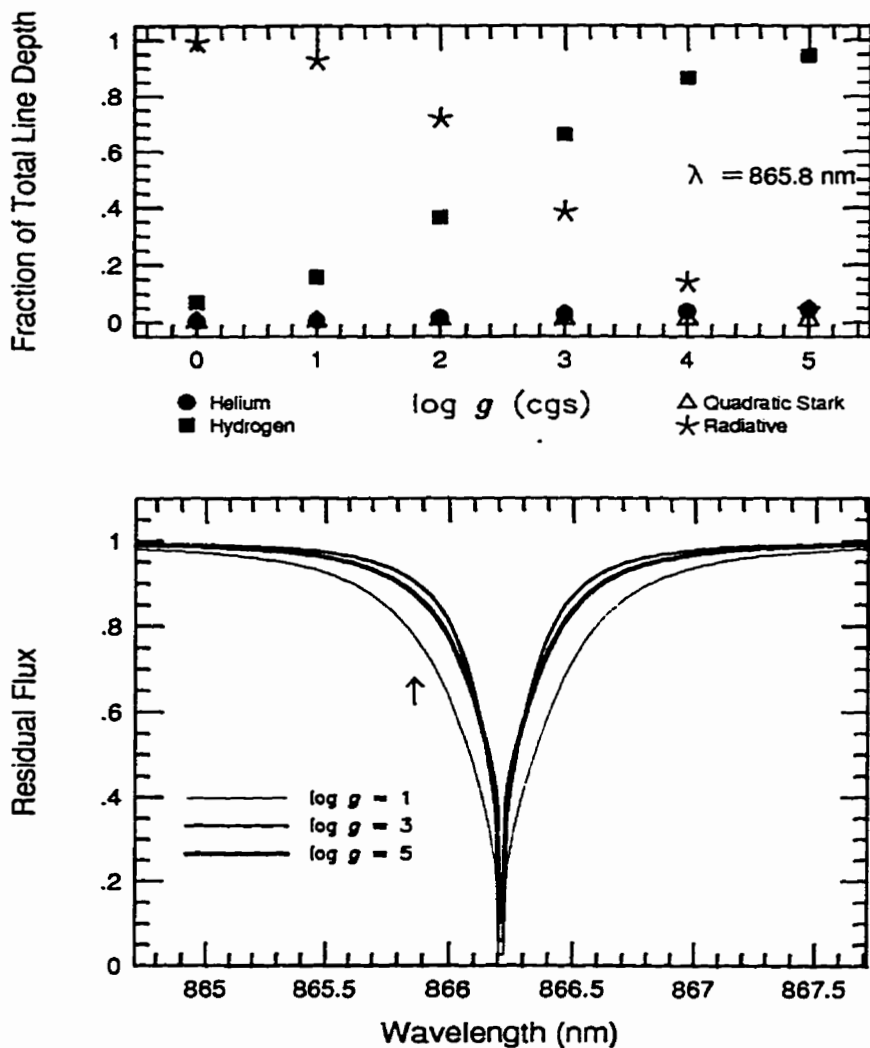 Fraction of Total Line Depth
1
.8
.6
.4
.2
0
λ = 865.8 nm
0 1 2 3 4 5
log g (cgs)
Helium
Hydrogen
Quadratic Stark
Radiative
Residual Flux
1
.8
.6
.4
.2
0
log g = 1
log g = 3
log g = 5
865 865.5 866 866.5 867 867.5
Wavelength (nm)